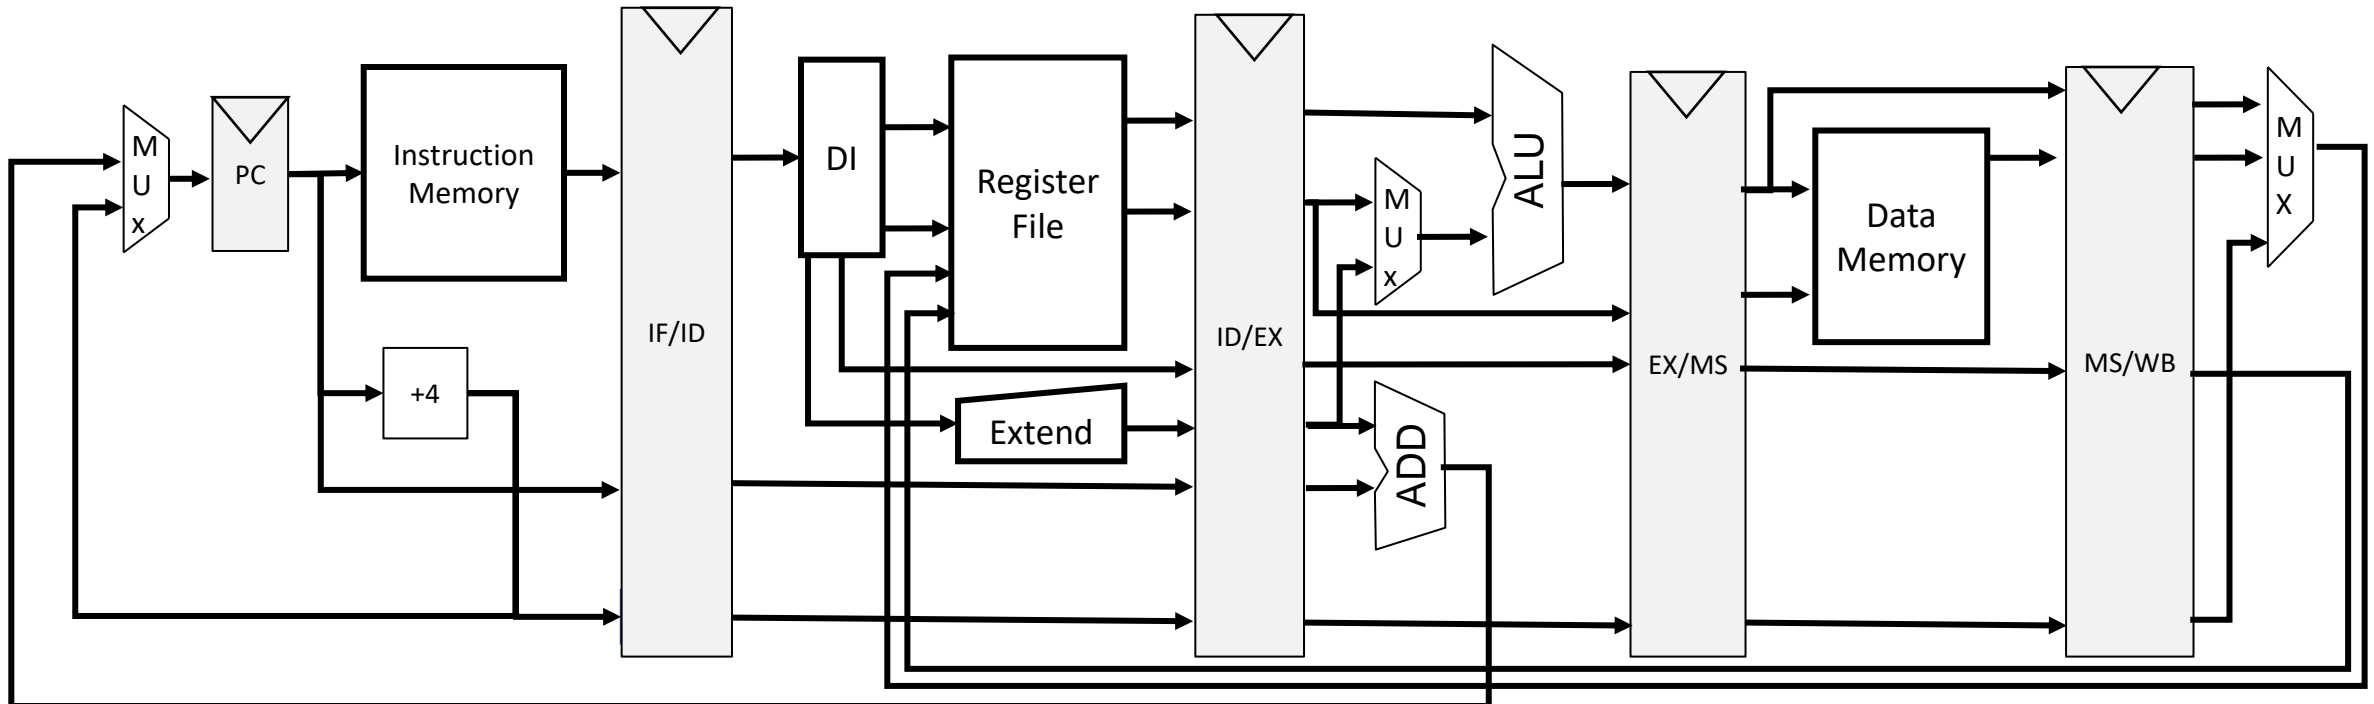 M
U
x
PC
Instruction
Memory
+4
IF/ID
DI
Register
File
Extend
ID/EX
M
U
x
ALU
ADD
EX/MS
Data
Memory
MS/WB
M
U
X